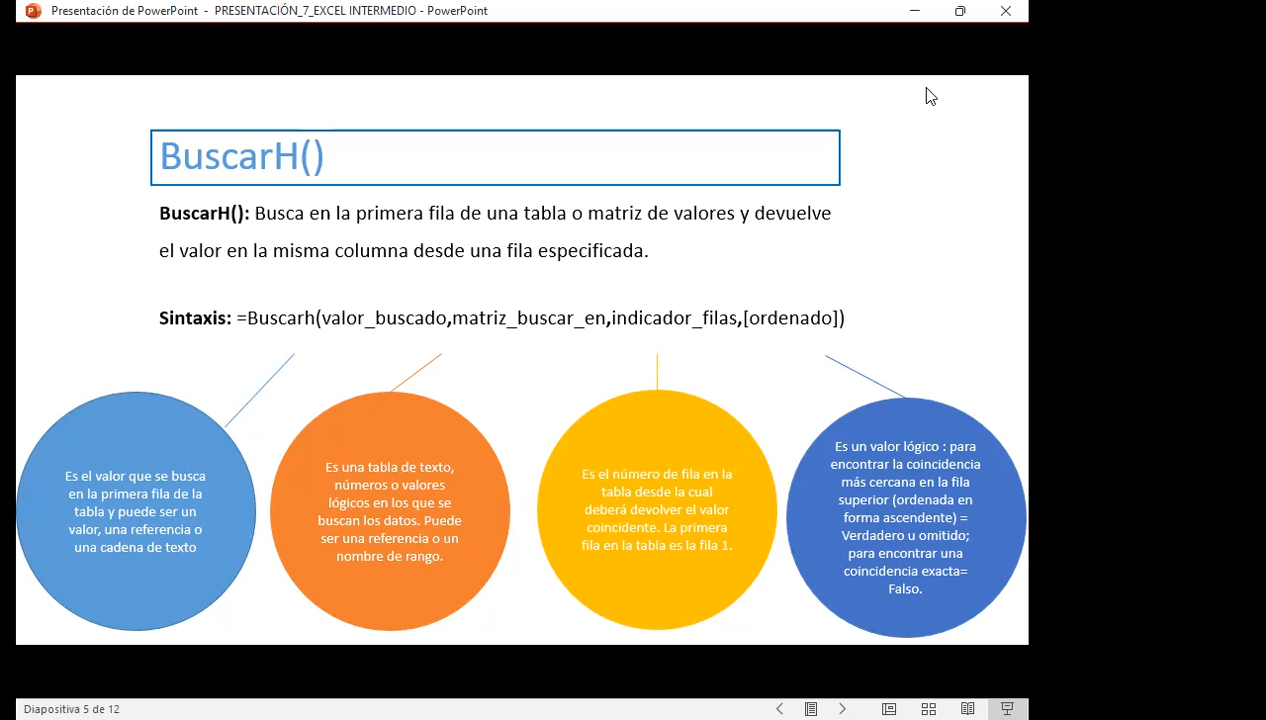 Presentación de PowerPoint - PRESENTACIÓN_7_EXCEL INTERMEDIO - PowerPoint
BuscarH()
BuscarH(): Busca en la primera fila de una tabla o matriz de valores y devuelve
el valor en la misma columna desde una fila especificada.
Sintaxis: =Buscarh(valor_buscado,matriz_buscar_en,indicador_filas,[ordenado])
Es el valor que se busca
en la primera fila de la
tabla y puede ser un
valor, una referencia o
una cadena de texto
Es una tabla de texto,
números o valores
lógicos en los que se
buscan los datos. Puede
ser una referencia o un
nombre de rango.
Es el número de fila en la
tabla desde la cual
deberá devolver el valor
coincidente. La primera
fila en la tabla es la fila 1.
Es un valor lógico : para
encontrar la coincidencia
más cercana en la fila
superior (ordenada en
forma ascendente) =
Verdadero u omitido;
para encontrar una
coincidencia exacta=
Falso.
Diapositiva 5 de 12